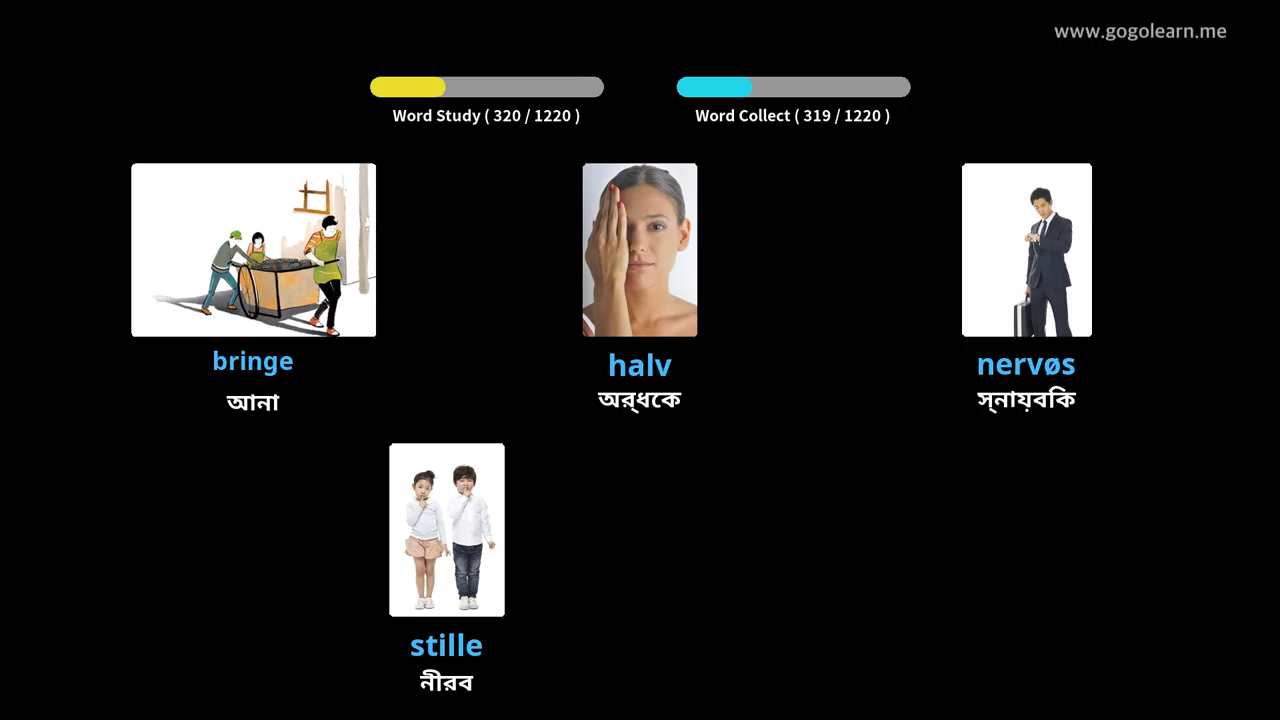 www.gogolearn.me
Word Study ( 320 / 1220 )
Word Collect ( 319 / 1220 )
bringe
আনা
halv
অর্ধকে
nervøs
স্নায়বকি
stille
নীরব